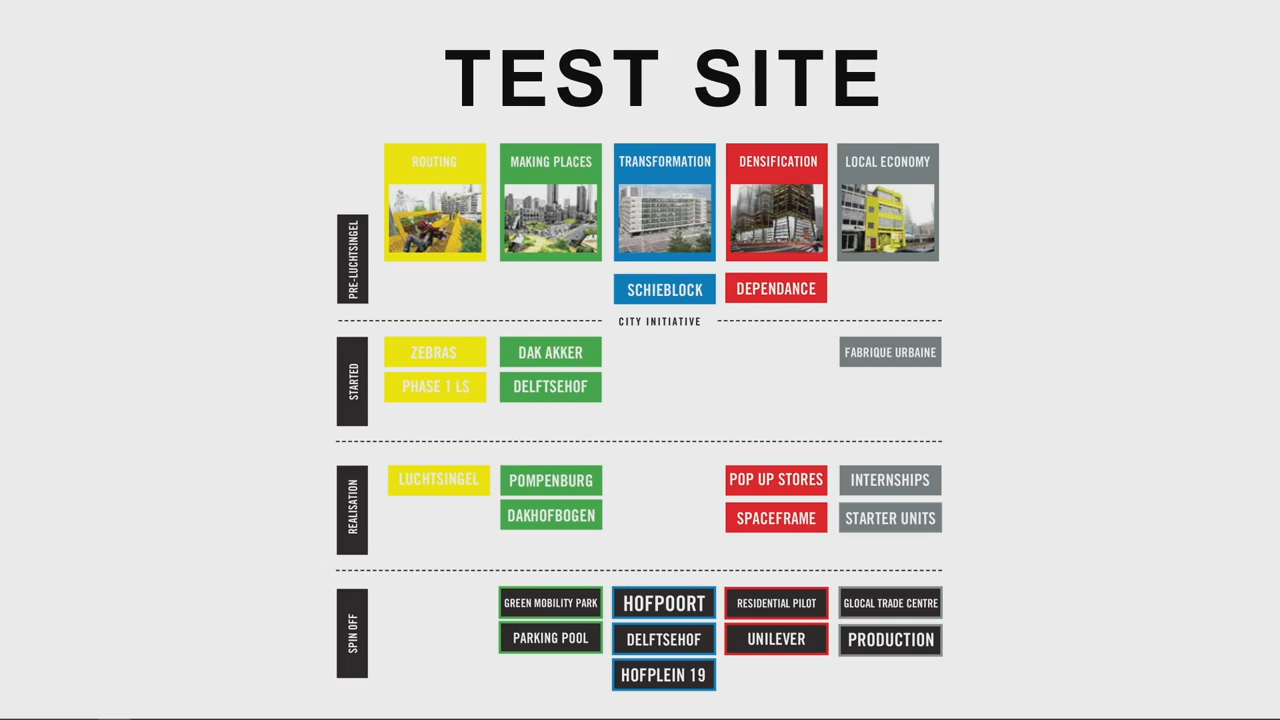 TEST SITE
ROUTING
MAKING PLACES
TRANSFORMATION
DENSIFICATION
LOCAL ECONOMY
PRE-LUCHTSINGEL
SCHIEBLOCK
DEPENDANCE
CITY INITIATIVE
STARTED
ZEBRAS
DAK AKKER
FABRIQUE URBAINE
PHASE 1 LS
DELFTSEHOF
REALISATION
LUCHTSINGEL
POMPENBURG
POP UP STORES
INTERNSHIPS
DAKHOFBOGEN
SPACEFRAME
STARTER UNITS
SPIN OFF
GREEN MOBILITY PARK
HOFPOORT
RESIDENTIAL PILOT
GLOCAL TRADE CENTRE
PARKING POOL
DELFTSEHOF
UNILEVER
PRODUCTION
HOFPLEIN 19